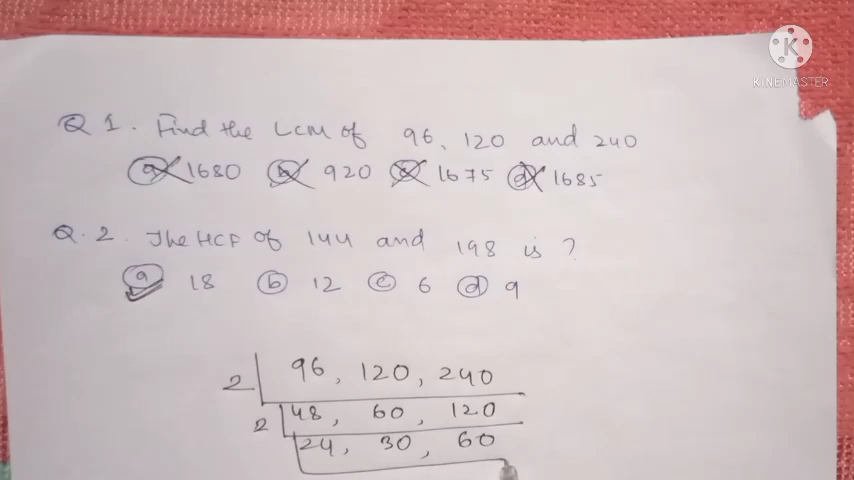 K
KINEMASTER
Q 1. Find the LCM of 96, 120 and 240
(a) 1680 (b) 920 (c) 1675 (d) 1685
Q. 2. The HCF of 144 and 198 is ?
(a) 18 (b) 12 (c) 6 (d) 9
2 96, 120, 240
2 48, 60, 120
24, 30, 60